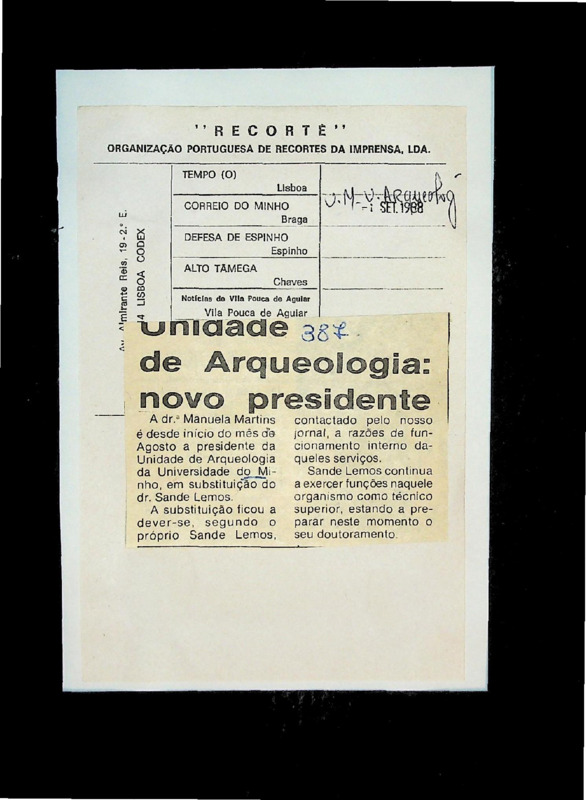 "RECORTE"
ORGANIZAÇÃO PORTUGUESA DE RECORTES DA IMPRENSA, LDA.
Av. Almirante Reis, 19-2.º E.
LISBOA CODEX
TEMPO (O)
Lisboa
CORREIO DO MINHO
Braga
DEFESA DE ESPINHO
Espinho
ALTO TÂMEGA
Chaves
Notícias da Vila Pouca de Aguiar
Vila Pouca de Aguiar
U.M-U.Arqueolog
-1 SET. 1988
387
Unidade
de Arqueologia:
novo presidente
A dr.ª Manuela Martins
é desde início do mês de
Agosto a presidente da
Unidade de Arqueologia
da Universidade do Mi-
nho, em substituição do
dr. Sande Lemos.
A substituição ficou a
dever-se, segundo o
próprio Sande Lemos,
contactado pelo nosso
jornal, a razões de fun-
cionamento interno da-
queles serviços.
Sande Lemos continua
a exercer funções naquele
organismo como técnico
superior, estando a pre-
parar neste momento o
seu doutoramento.